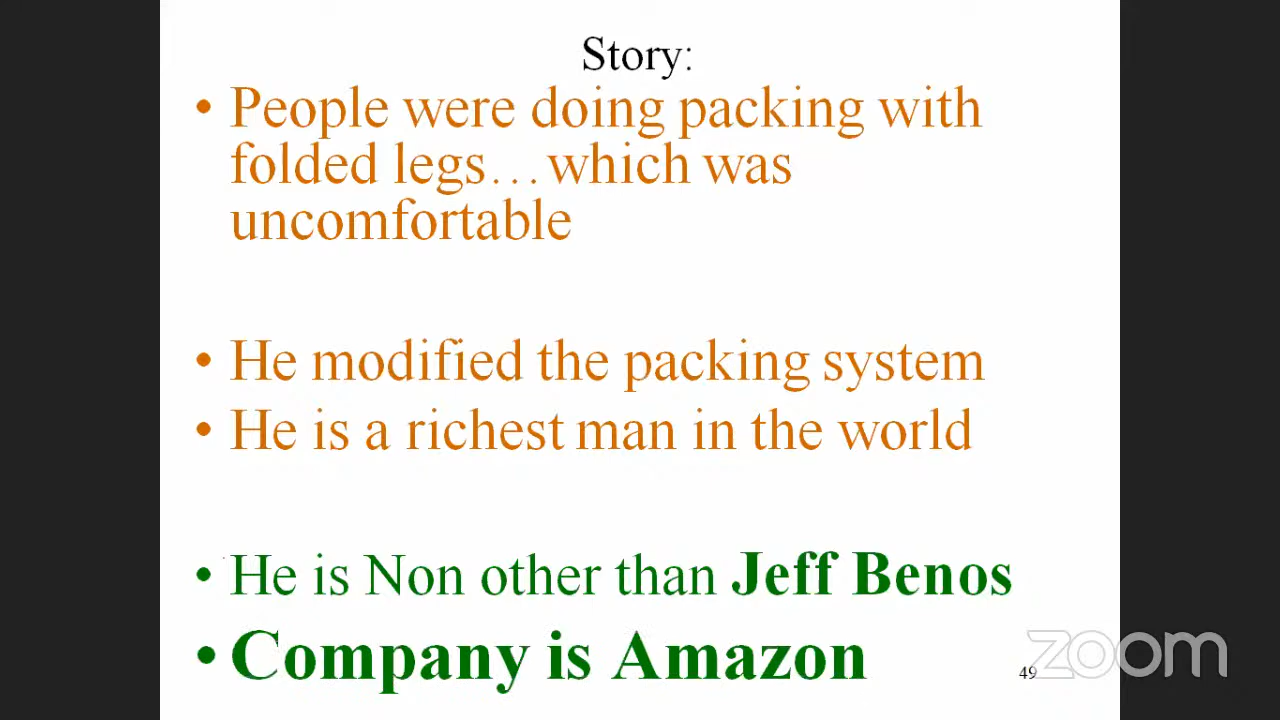 Story:
• People were doing packing with
folded legs…which was
uncomfortable
• He modified the packing system
• He is a richest man in the world
• He is Non other than Jeff Benos
• Company is Amazon
49
zoom